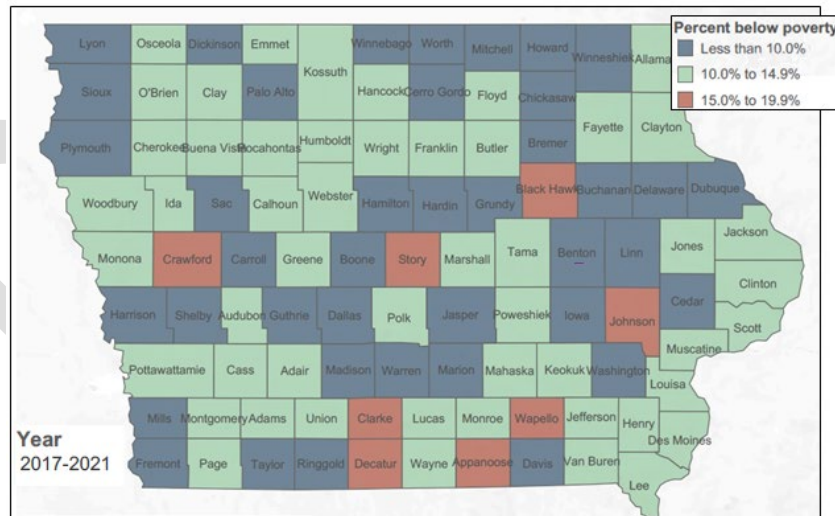 Percent below poverty
Less than 10.0%
10.0% to 14.9%
15.0% to 19.9%
Lyon Osceola Dickinson Emmet Winnebago Worth Mitchell Howard Winneshiek Allama
Sioux O'Brien Clay Palo Alto Kossuth Hancock Cerro Gordo Floyd Chickasaw
Fayette Clayton
Plymouth Cherokee Buena Vista Pocahontas Humboldt Wright Franklin Butler Bremer
Woodbury Ida Sac Calhoun Webster Hamilton Hardin Grundy Black Hawk Buchanan Delaware Dubuque
Monona Crawford Carroll Greene Boone Story Marshall Tama Benton Linn Jones Jackson
Clinton
Harrison Shelby Audubon Guthrie Dallas Polk Jasper Poweshiek Iowa Johnson Cedar Scott
Muscatine
Pottawattamie Cass Adair Madison Warren Marion Mahaska Keokuk Washington Louisa
Mills Montgomery Adams Union Clarke Lucas Monroe Wapello Jefferson Henry Des Moines
Fremont Page Taylor Ringgold Decatur Wayne Appanoose Davis Van Buren Lee
Year
2017-2021